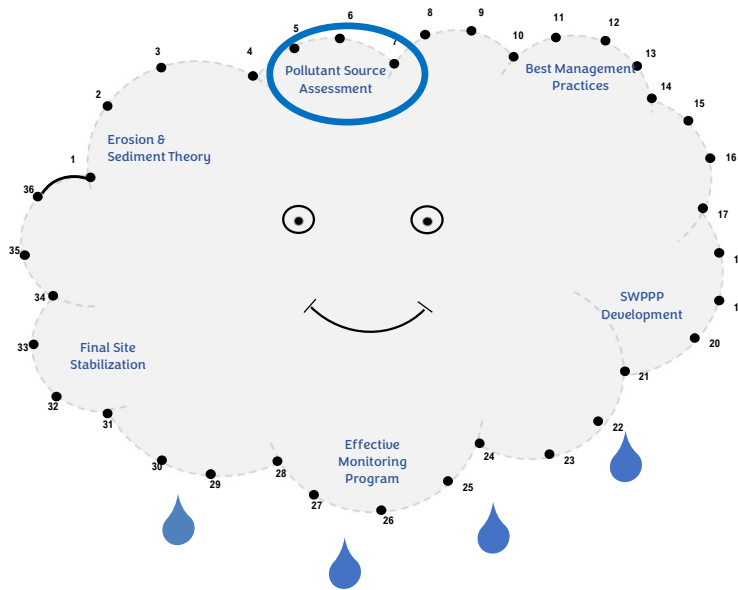 5
6
7
8
9
10
11
12
13
14
15
16
17
1
1
20
21
22
23
24
25
26
27
28
29
30
31
32
33
34
35
36
1
2
3
4
Pollutant Source
Assessment
Best Management
Practices
Erosion &
Sediment Theory
SWPPP
Development
Final Site
Stabilization
Effective
Monitoring
Program